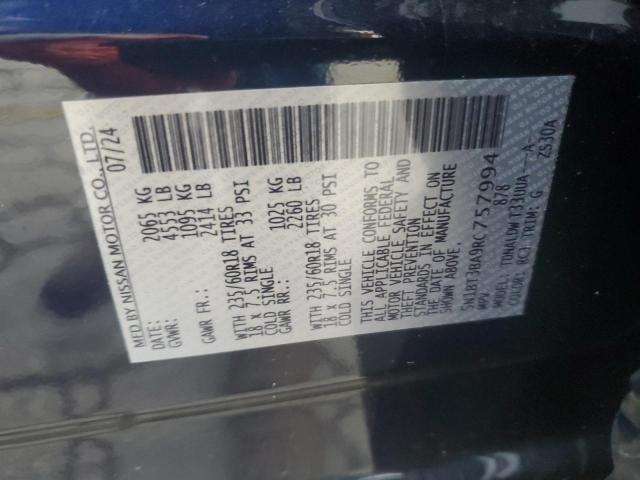 MFD BY NISSAN MOTOR CO., LTD.
DATE: 07/24
GVWR: 2065 KG
4553 LB
GAWR FR.: 1095 KG
2414 LB
WITH 235/60R18 TIRES
18 X 7.5 RIMS AT 33 PSI
COLD SINGLE
GAWR RR.: 1025 KG
2260 LB
WITH 235/60R18 TIRES
18 X 7.5 RIMS AT 30 PSI
COLD SINGLE
THIS VEHICLE CONFORMS TO
ALL APPLICABLE FEDERAL
MOTOR VEHICLE SAFETY AND
THEFT PREVENTION
STANDARDS IN EFFECT ON
THE DATE OF MANUFACTURE
SHOWN ABOVE.
5N1BT3BA9RC757994
MPV 878
A
COLOR: RCJ TRIM: G ZS30A